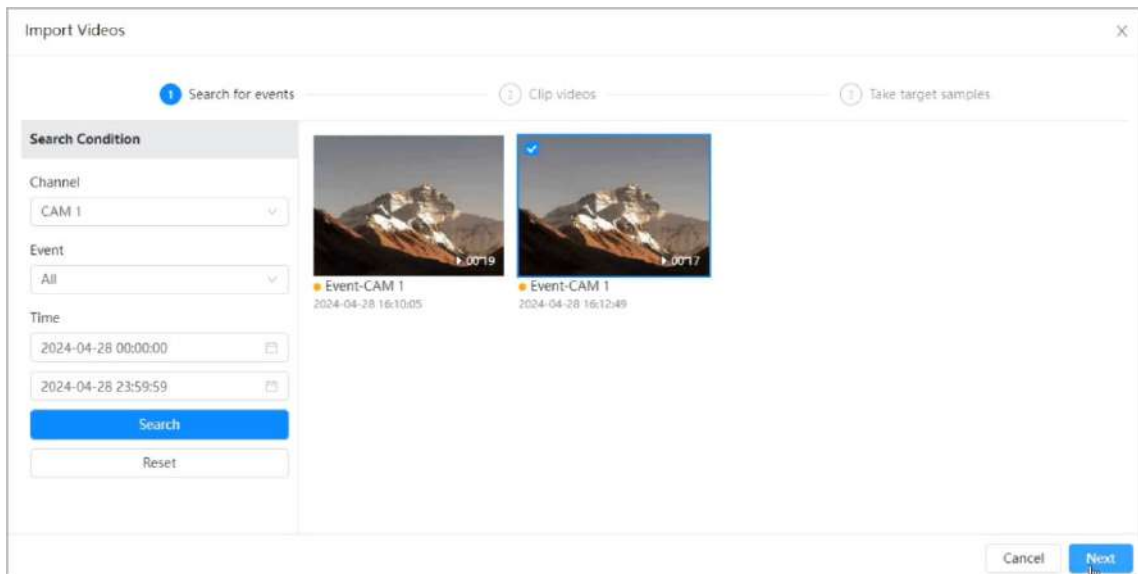 Import Videos
1 Search for events
2 Clip videos
3 Take target samples
Search Condition
Channel
CAM 1
Event
All
Time
2024-04-28 00:00:00
2024-04-28 23:59:59
Search
Reset
00:19
Event-CAM 1
2024-04-28 16:10:05
00:17
Event-CAM 1
2024-04-28 16:12:49
Cancel
Next